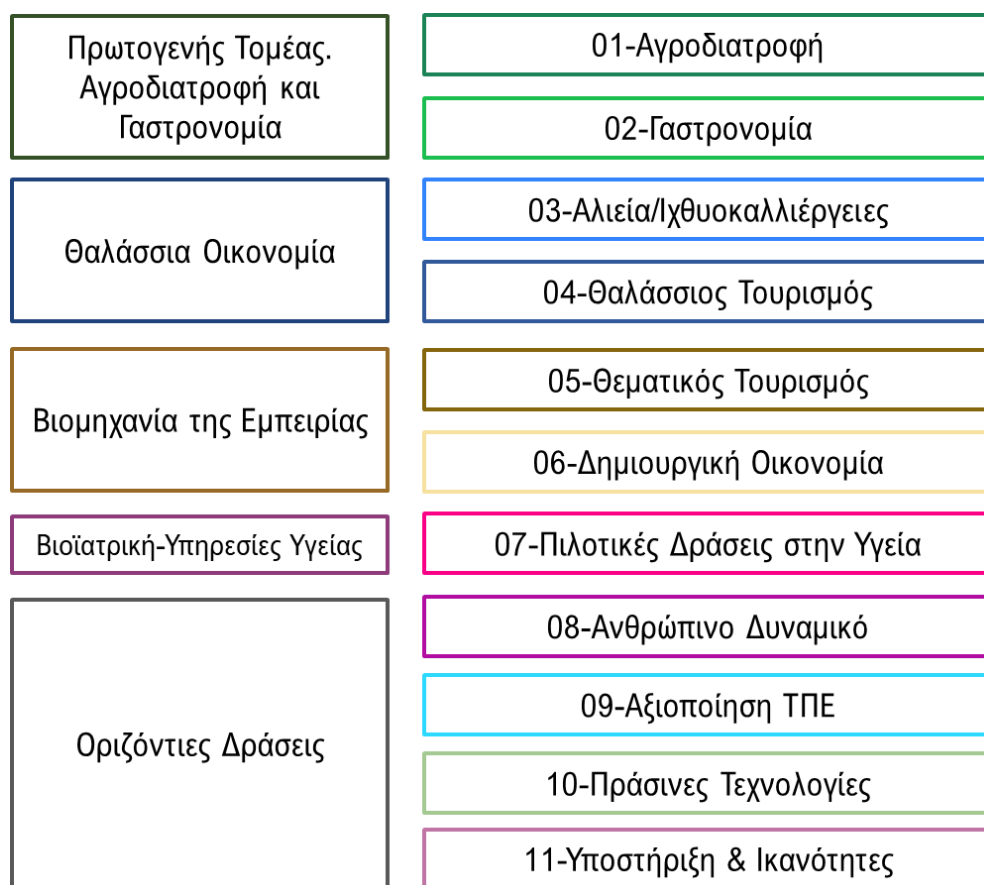 Πρωτογενής Τομέας.
Αγροδιατροφή και
Γαστρονομία
01-Αγροδιατροφή
02-Γαστρονομία
Θαλάσσια Οικονομία
03-Αλιεία/Ιχθυοκαλλιέργειες
04-Θαλάσσιος Τουρισμός
Βιομηχανία της Εμπειρίας
05-Θεματικός Τουρισμός
06-Δημιουργική Οικονομία
Βιοϊατρική-Υπηρεσίες Υγείας
07-Πιλοτικές Δράσεις στην Υγεία
Οριζόντιες Δράσεις
08-Ανθρώπινο Δυναμικό
09-Αξιοποίηση ΤΠΕ
10-Πράσινες Τεχνολογίες
11-Υποστήριξη & Ικανότητες